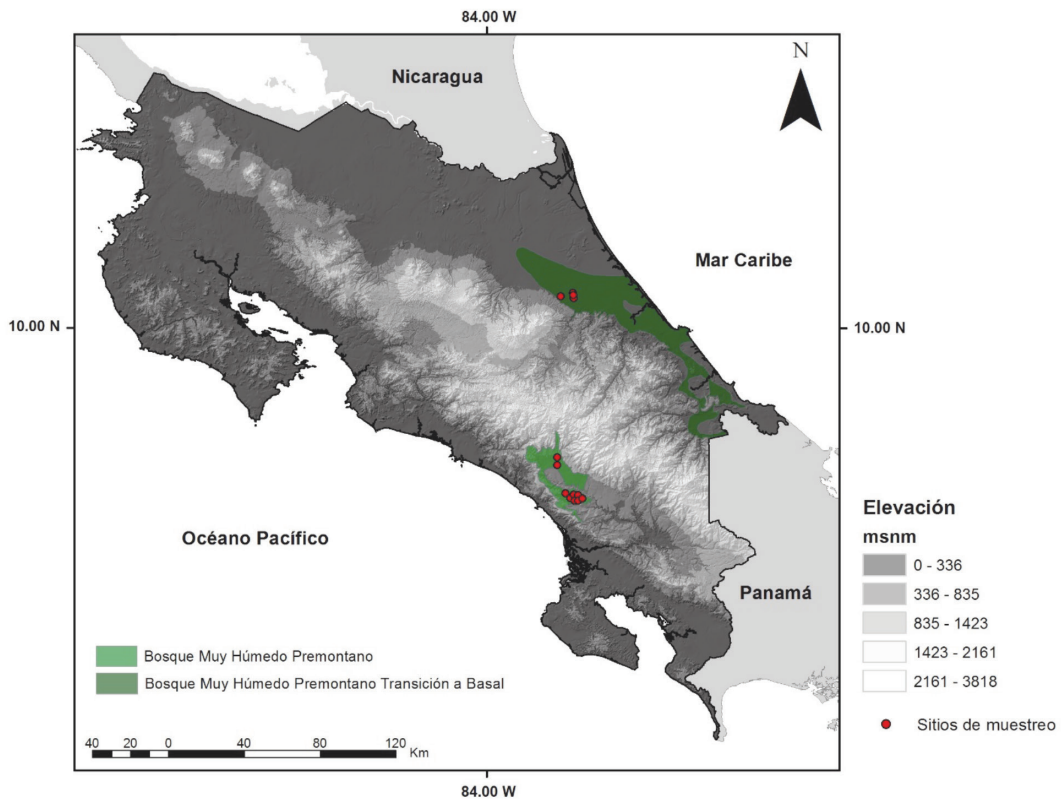 84.00 W
Nicaragua
N
Mar Caribe
10.00 N
10.00 N
Océano Pacífico
Panamá
Elevación
msnm
0 - 336
336 - 835
835 - 1423
1423 - 2161
2161 - 3818
Sitios de muestreo
Bosque Muy Húmedo Premontano
Bosque Muy Húmedo Premontano Transición a Basal
40 20 0 40 80 120
Km
84.00 W